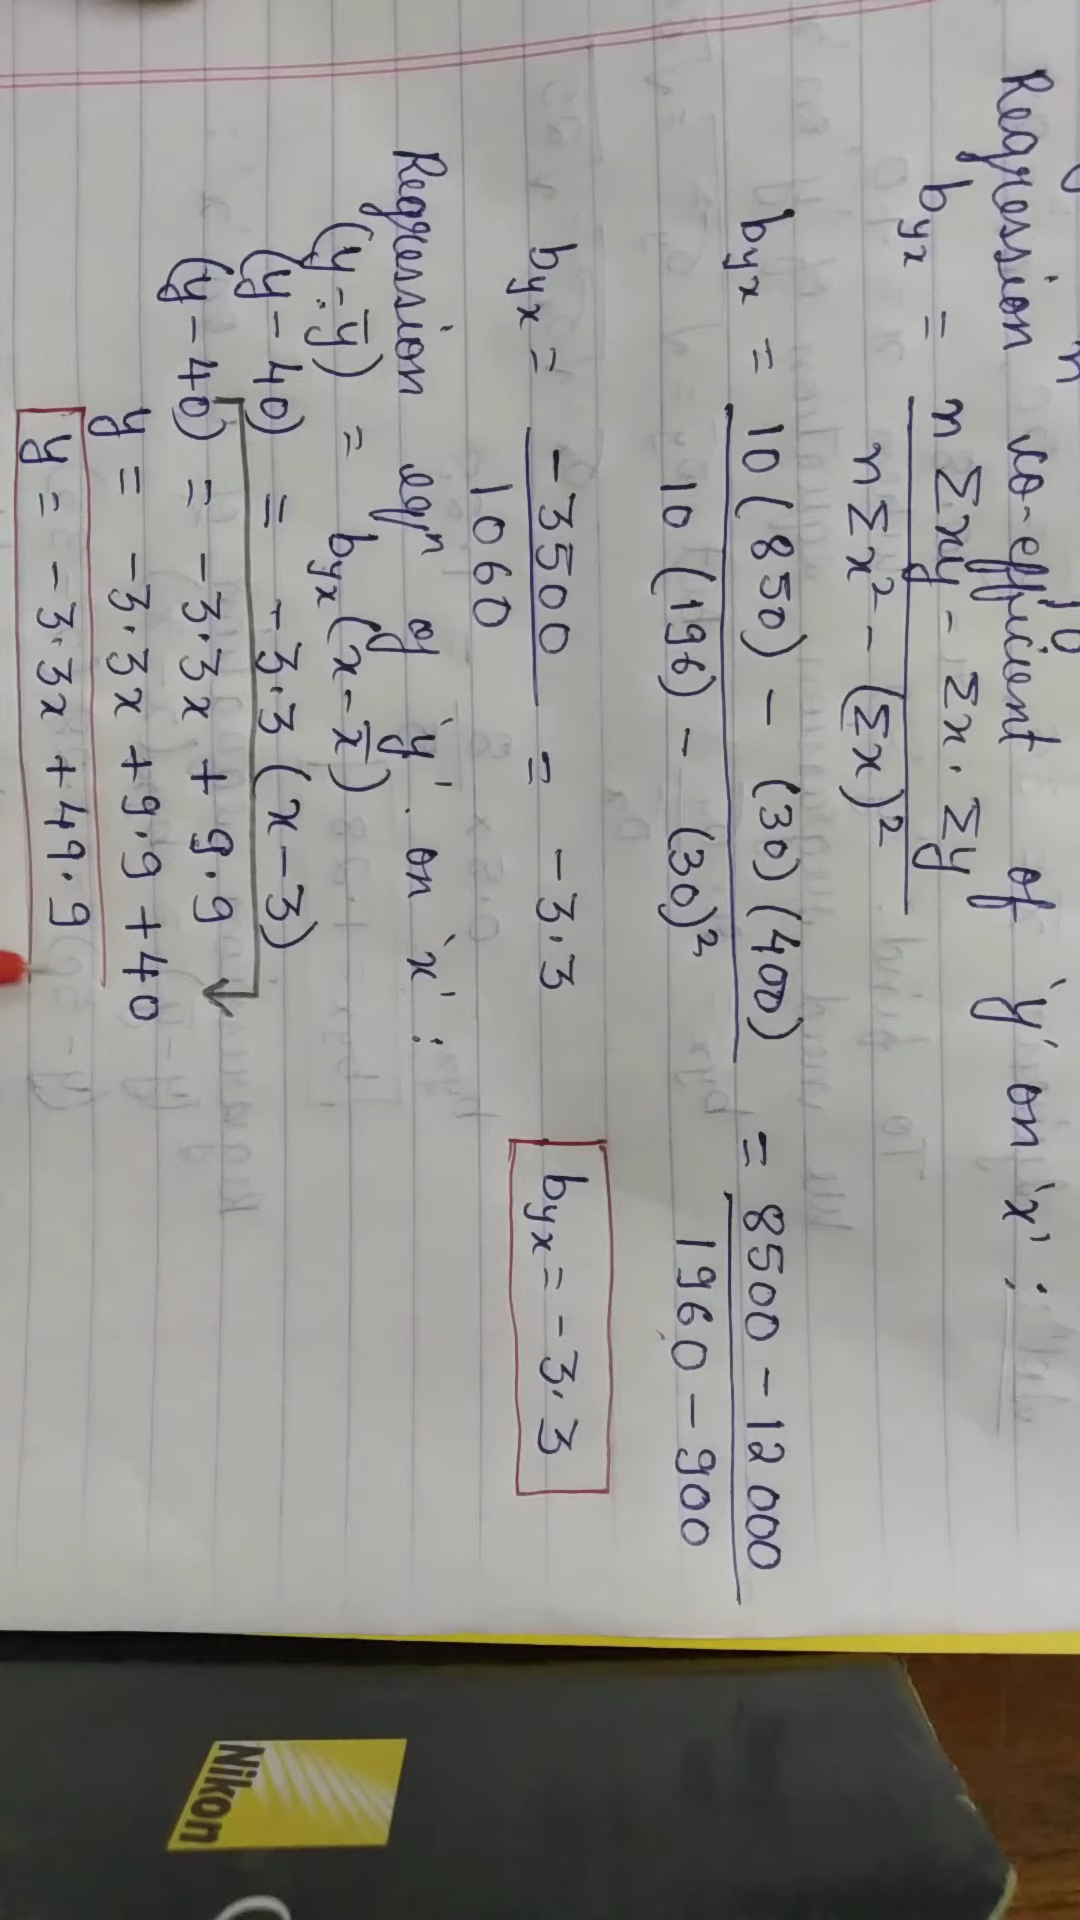 Regression co-efficient of 'y' on 'x' :
byx = nΣxy - Σx. Σy / nΣx² - (Σx)²
byx = 10(850) - (30)(400) / 10(196) - (30)² = 8500 - 12000 / 1960 - 900
byx = -3500 / 1060 = -3.3 byx = -3.3
Regression eqⁿ of 'y' on 'x' :
(y - ȳ) = byx (x - x̄)
(y - 40) = -3.3 (x - 3)
(y - 40) = -3.3x + 9.9
y = -3.3x + 9.9 + 40
y = -3.3x + 49.9
Nikon